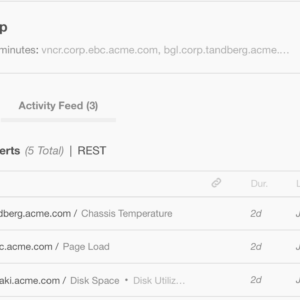 p
minutes: vncr.corp.ebc.acme.com, bgl.corp.tandberg.acme.…
Activity Feed (3)
erts (5 Total) | REST
Dur.
dberg.acme.com / Chassis Temperature 2d
c.acme.com / Page Load 2d
aki.acme.com / Disk Space • Disk Utiliz… 2d